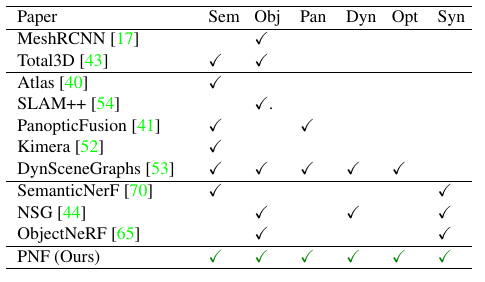 Paper Sem Obj Pan Dyn Opt Syn
MeshRCNN [17] ✓
Total3D [43] ✓ ✓
Atlas [40] ✓
SLAM++ [54] ✓.
PanopticFusion [41] ✓ ✓
Kimera [52] ✓
DynSceneGraphs [53] ✓ ✓ ✓ ✓ ✓
SemanticNerF [70] ✓ ✓
NSG [44] ✓ ✓ ✓
ObjectNeRF [65] ✓ ✓
PNF (Ours) ✓ ✓ ✓ ✓ ✓ ✓